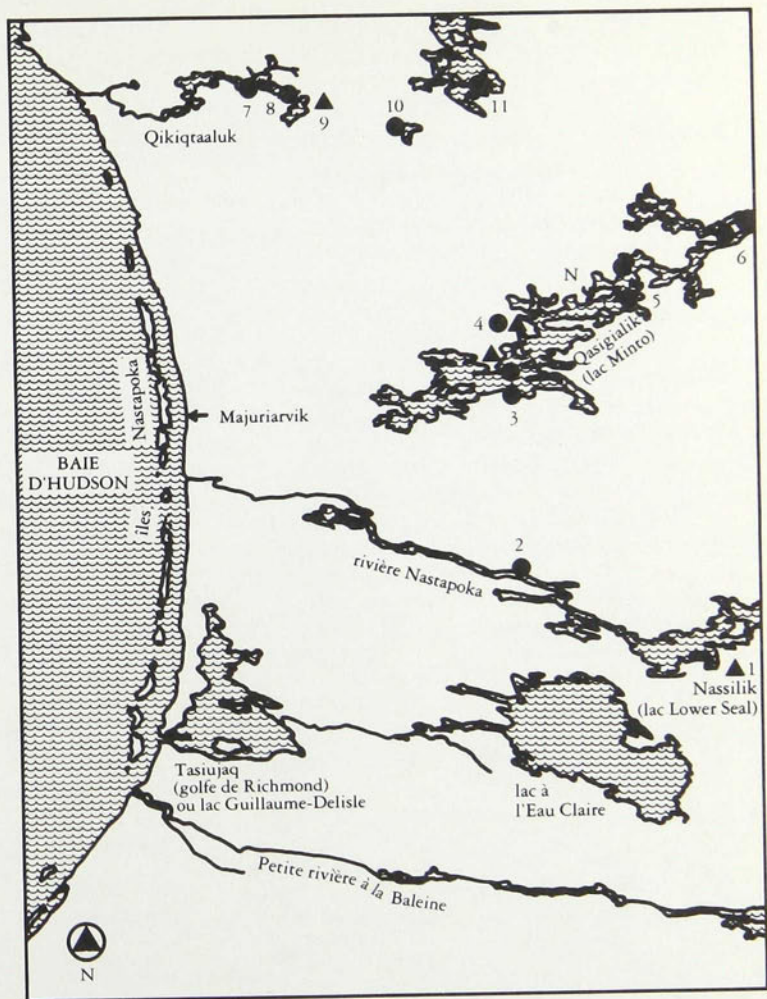 7
8
9
10
11
Qikiqtaaluk
6
N
5
4
Qasigialik
(lac Minto)
3
îles Nastapoka
Majuriarvik
BAIE
D'HUDSON
2
rivière Nastapoka
1
Nassilik
(lac Lower Seal)
Tasiujaq
(golfe de Richmond)
ou lac Guillaume-Delisle
lac à
l'Eau Claire
Petite rivière à la Baleine
N